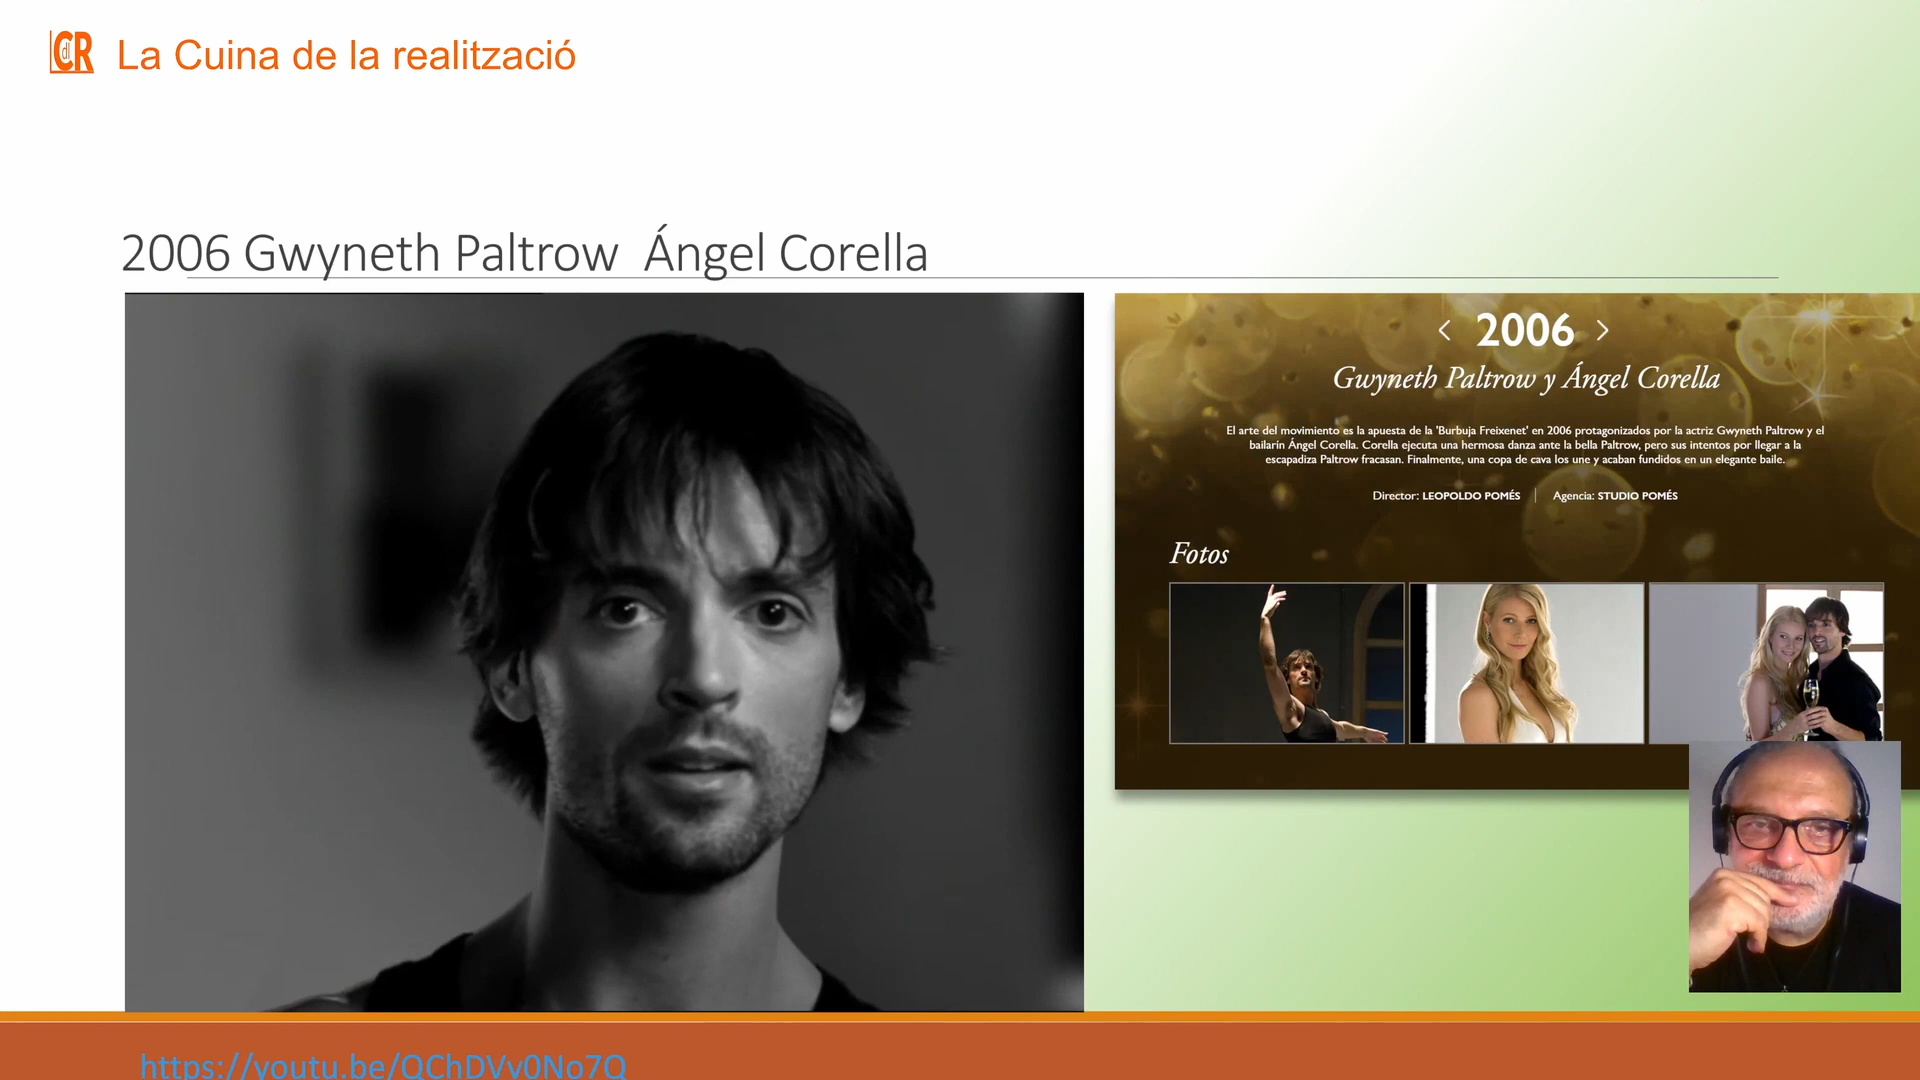 CdlR La Cuina de la realització
2006 Gwyneth Paltrow Ángel Corella
< 2006 >
Gwyneth Paltrow y Ángel Corella
El arte del movimiento es la apuesta de la 'Burbuja Freixenet' en 2006 protagonizados por la actriz Gwyneth Paltrow y el
bailarín Ángel Corella. Corella ejecuta una hermosa danza ante la bella Paltrow, pero sus intentos por llegar a la
escapadiza Paltrow fracasan. Finalmente, una copa de cava los une y acaban fundidos en un elegante baile.
Director: LEOPOLDO POMÉS | Agencia: STUDIO POMÉS
Fotos
https://youtu.be/QChDVv0No7Q